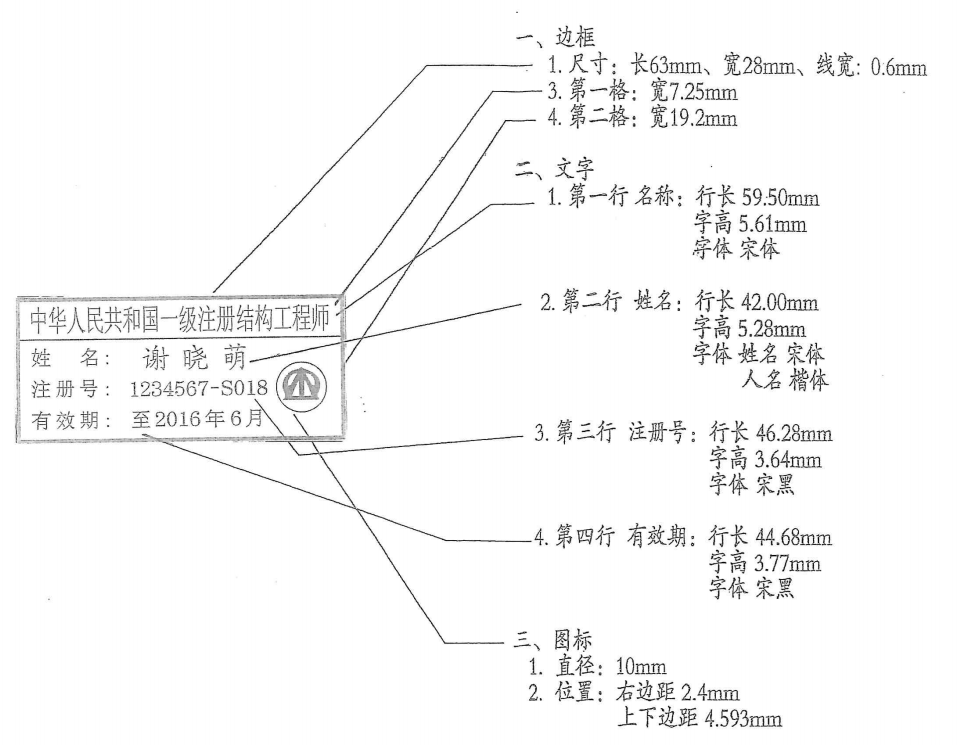 一、边框
1. 尺寸：长63mm、宽28mm、线宽: 0.6mm
3. 第一格：宽7.25mm
4. 第二格：宽19.2mm
二、文字
1. 第一行 名称：行长 59.50mm
字高 5.61mm
字体 宋体
2. 第二行 姓名：行长 42.00mm
字高 5.28mm
字体 姓名 宋体
人名 楷体
3. 第三行 注册号：行长 46.28mm
字高 3.64mm
字体 宋黑
4. 第四行 有效期：行长 44.68mm
字高 3.77mm
字体 宋黑
三、图标
1. 直径：10mm
2. 位置：右边距 2.4mm
上下边距 4.593mm
中华人民共和国一级注册结构工程师
姓 名: 谢晓萌
注册号: 1234567-S018
有效期: 至2016年6月